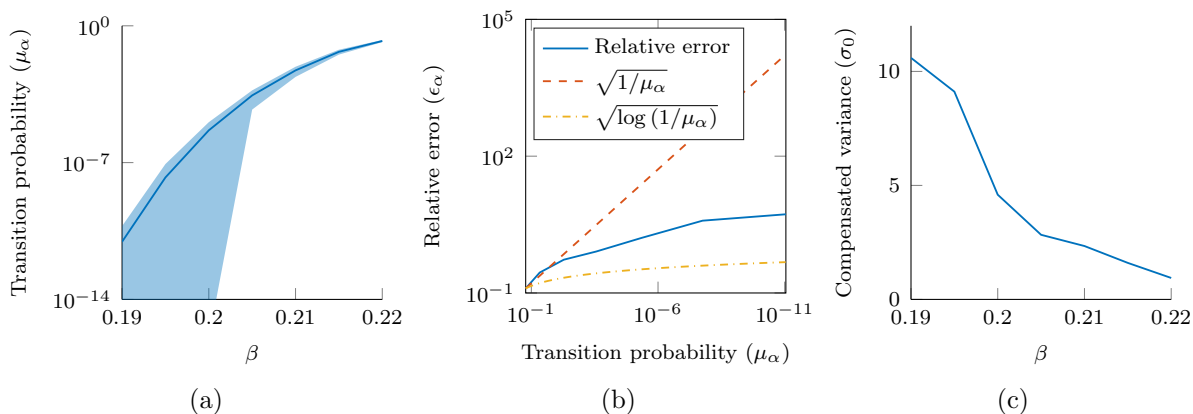 10^0
10^{-7}
10^{-14}
0.19
0.2
0.21
0.22
Transition probability (μ_α)
β
(a)
10^5
10^2
10^{-1}
10^{-1}
10^{-6}
10^{-11}
Relative error (ϵ_α)
Transition probability (μ_α)
Relative error
√1/μ_α
√log (1/μ_α)
(b)
10
5
0
0.19
0.2
0.21
0.22
Compensated variance (σ_0)
β
(c)